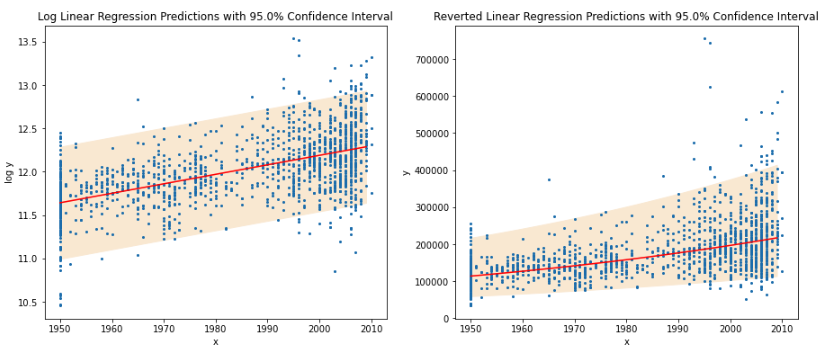 Log Linear Regression Predictions with 95.0% Confidence Interval
13.5
13.0
12.5
12.0
11.5
11.0
10.5
log y
1950 1960 1970 1980 1990 2000 2010
x
Reverted Linear Regression Predictions with 95.0% Confidence Interval
700000
600000
500000
400000
300000
200000
100000
0
y
1950 1960 1970 1980 1990 2000 2010
x